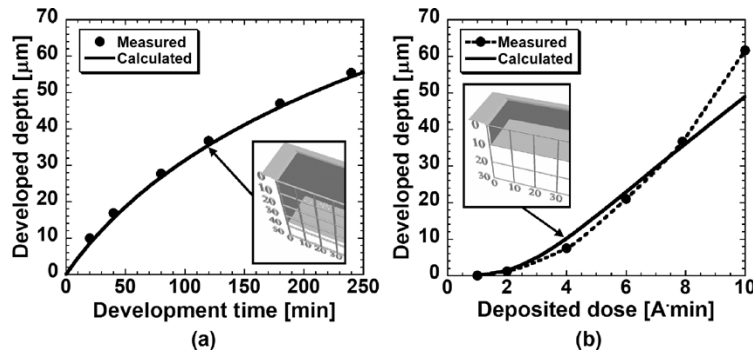 70
60
50
40
30
20
10
0
Developed depth [μm]
Measured
Calculated
0
10
20
30
40
50
0
10
20
30
0 50 100 150 200 250
Development time [min]
(a)
70
60
50
40
30
20
10
0
Developed depth [μm]
Measured
Calculated
0
10
20
30
0
10
20
30
0 2 4 6 8 10
Deposited dose [A·min]
(b)